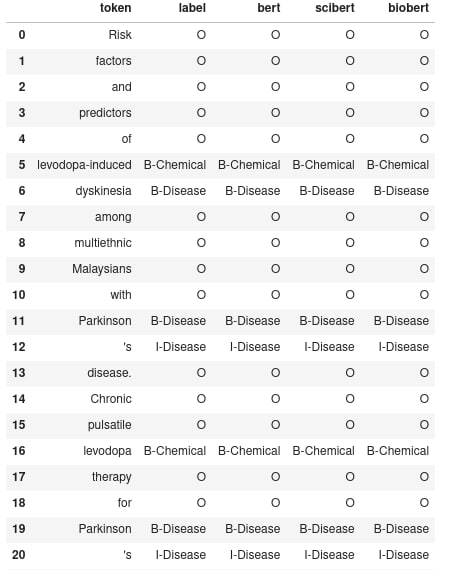 token label bert scibert biobert
0 Risk O O O O
1 factors O O O O
2 and O O O O
3 predictors O O O O
4 of O O O O
5 levodopa-induced B-Chemical B-Chemical B-Chemical B-Chemical
6 dyskinesia B-Disease B-Disease B-Disease B-Disease
7 among O O O O
8 multiethnic O O O O
9 Malaysians O O O O
10 with O O O O
11 Parkinson B-Disease B-Disease B-Disease B-Disease
12 's I-Disease I-Disease I-Disease I-Disease
13 disease. O O O O
14 Chronic O O O O
15 pulsatile O O O O
16 levodopa B-Chemical B-Chemical B-Chemical B-Chemical
17 therapy O O O O
18 for O O O O
19 Parkinson B-Disease B-Disease B-Disease B-Disease
20 's I-Disease I-Disease I-Disease I-Disease